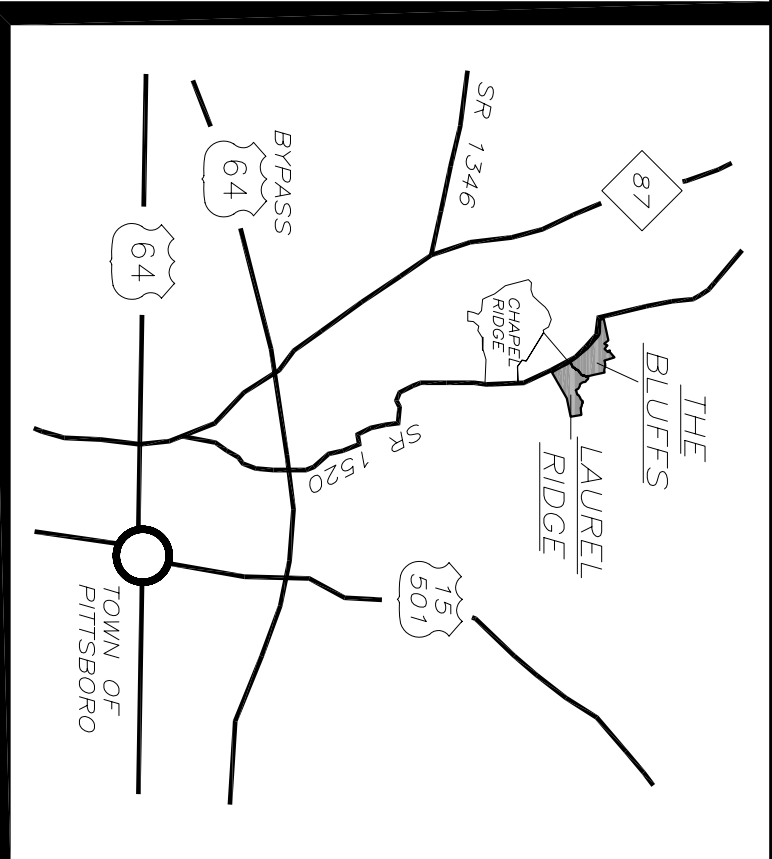 87
SR 1346
BYPASS
64
64
CHAPEL
RIDGE
THE
BLUFFS
LAUREL
RIDGE
SR 1520
15
501
TOWN OF
PITTSBORO